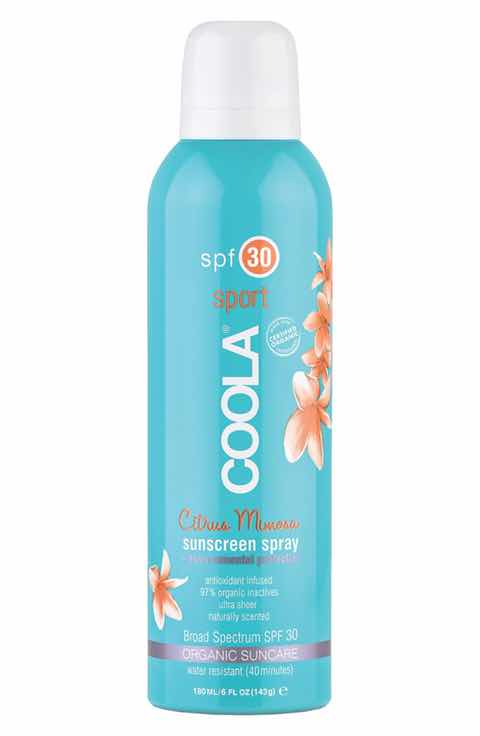 spf 30
sport
COOLA®
CERTIFIED
ORGANIC
Citrus Mimosa
sunscreen spray
antioxidant infused
97% organic inactives
ultra sheer
naturally scented
Broad Spectrum SPF 30
ORGANIC SUNCARE
water resistant (40 minutes)
180 ML/6 FL OZ (143g) ℮